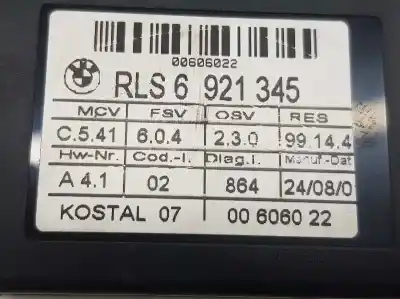 00606022
RLS 6 921 345
MCV FSV OSV RES
C.5.41 6.0.4 2.3.0 99.14.4
Hw-Nr. Cod.-I. Diag.I. Manuf.-Dat
A 4.1 02 864 24/08/0
KOSTAL 07 00 6060 22